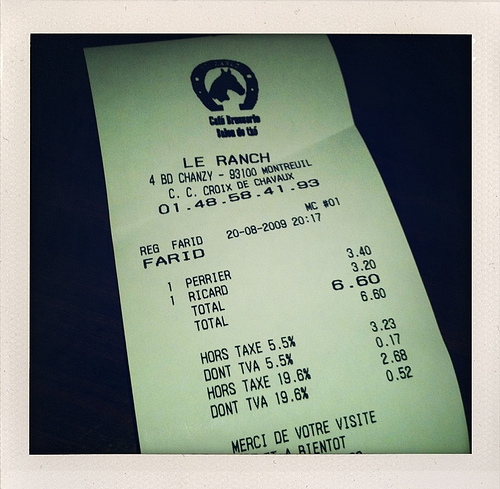 Café Brasserie
Salon de thé
LE RANCH
4 BD CHANZY - 93100 MONTREUIL
C. C. CROIX DE CHAVAUX
01.48.58.41.93
MC #01
REG FARID 20-08-2009 20:17
FARID
1 PERRIER 3.40
1 RICARD 3.20
TOTAL 6.60
TOTAL 6.60
HORS TAXE 5.5% 3.23
DONT TVA 5.5% 0.17
HORS TAXE 19.6% 2.68
DONT TVA 19.6% 0.52
MERCI DE VOTRE VISITE
ET A BIENTOT